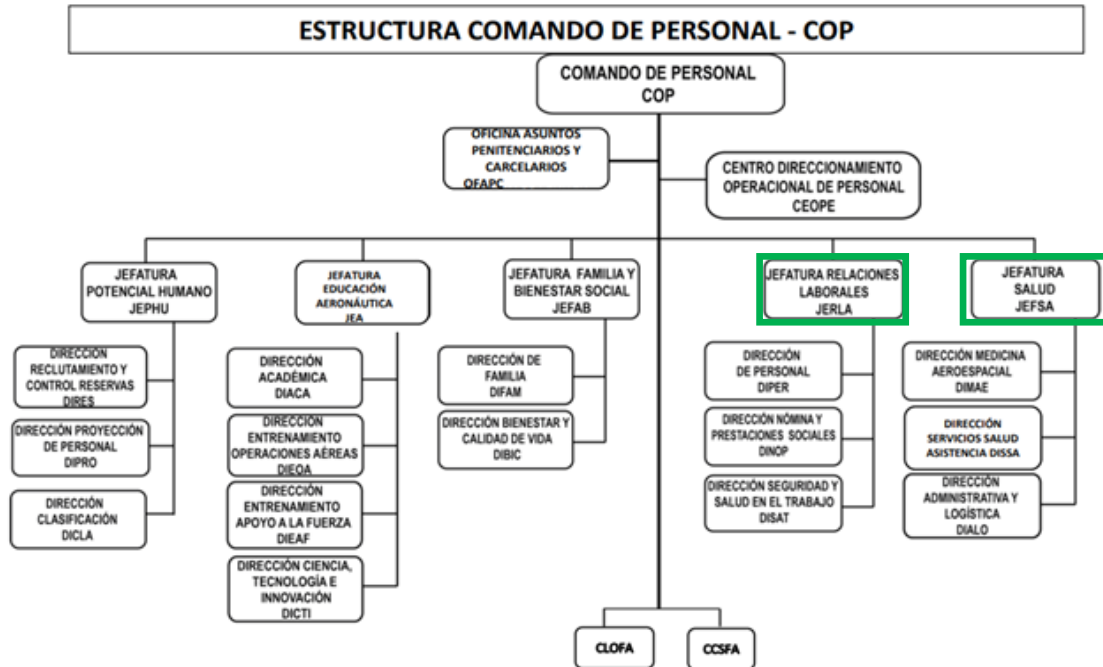 ESTRUCTURA COMANDO DE PERSONAL - COP
COMANDO DE PERSONAL
COP
OFICINA ASUNTOS
PENITENCIARIOS Y
CARCELARIOS
OFAPC
CENTRO DIRECCIONAMIENTO
OPERACIONAL DE PERSONAL
CEOPE
JEFATURA
POTENCIAL HUMANO
JEPHU
JEFATURA
EDUCACIÓN
AERONÁUTICA
JEA
JEFATURA FAMILIA Y
BIENESTAR SOCIAL
JEFAB
JEFATURA RELACIONES
LABORALES
JERLA
JEFATURA
SALUD
JEFSA
DIRECCIÓN
RECLUTAMIENTO Y
CONTROL RESERVAS
DIRES
DIRECCIÓN PROYECCIÓN
DE PERSONAL
DIPRO
DIRECCIÓN
CLASIFICACIÓN
DICLA
DIRECCIÓN
ACADÉMICA
DIACA
DIRECCIÓN
ENTRENAMIENTO
OPERACIONES AÉREAS
DIEOA
DIRECCIÓN
ENTRENAMIENTO
APOYO A LA FUERZA
DIEAF
DIRECCIÓN CIENCIA,
TECNOLOGÍA E
INNOVACIÓN
DICTI
DIRECCIÓN DE
FAMILIA
DIFAM
DIRECCIÓN BIENESTAR Y
CALIDAD DE VIDA
DIBIC
DIRECCIÓN
DE PERSONAL
DIPER
DIRECCIÓN NÓMINA Y
PRESTACIONES SOCIALES
DINOP
DIRECCIÓN SEGURIDAD Y
SALUD EN EL TRABAJO
DISAT
DIRECCIÓN MEDICINA
AEROESPACIAL
DIMAE
DIRECCIÓN
SERVICIOS SALUD
ASISTENCIA DISSA
DIRECCIÓN
ADMINISTRATIVA Y
LOGÍSTICA
DIALO
CLOFA
CCSFA